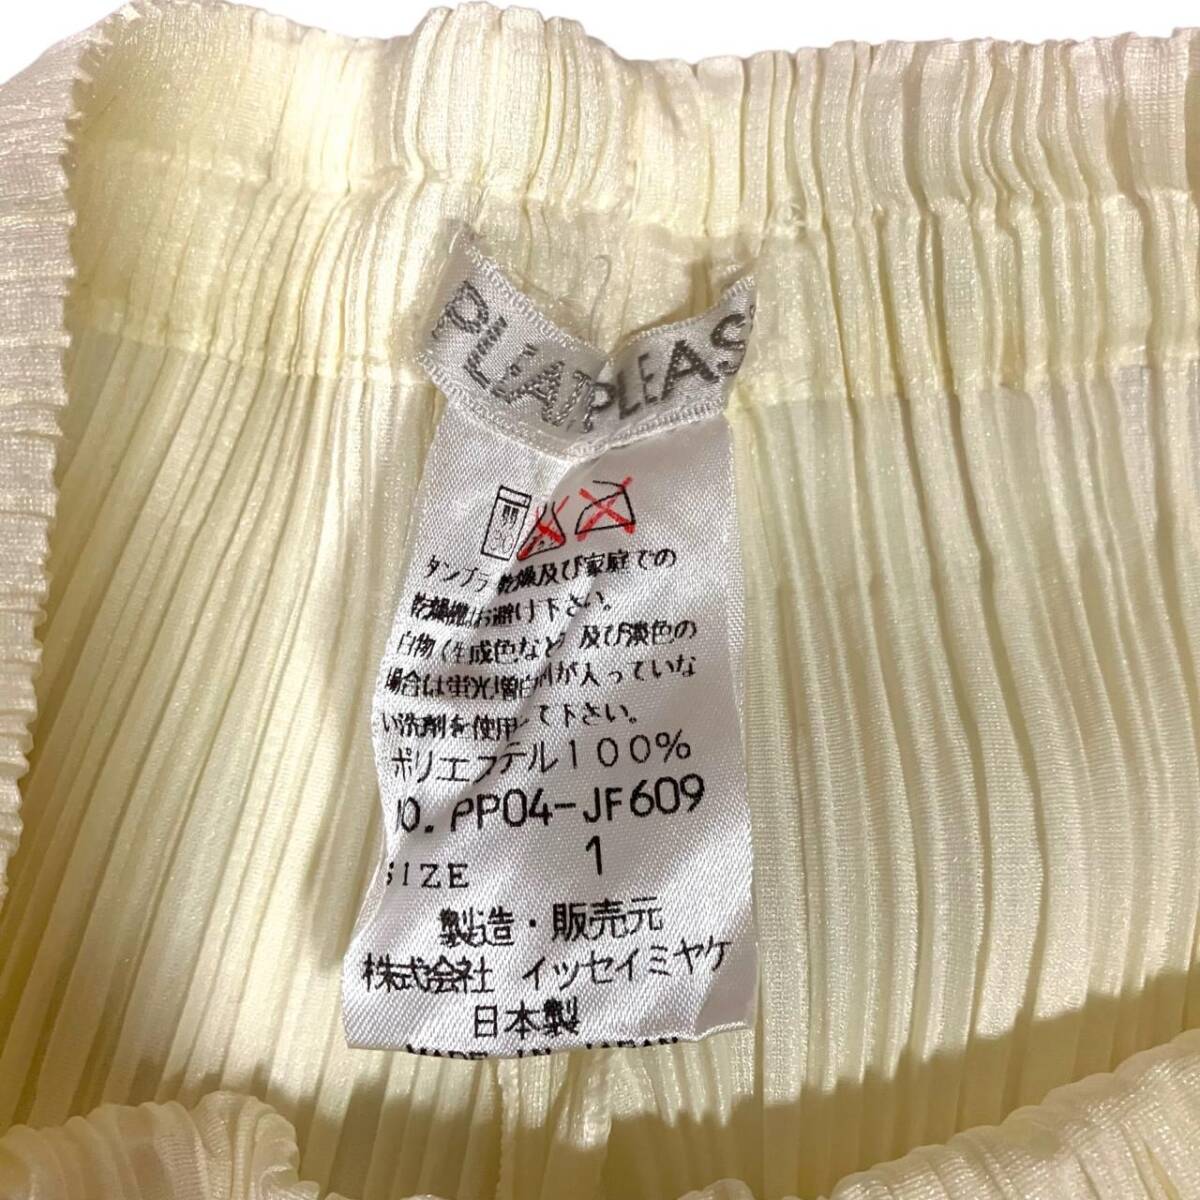 PLEATPLEAS
タンブラ乾燥及び家庭での
乾燥機はお避け下さい。
白物（生成色など）及び淡色の
場合は蛍光増白剤が入っていな
い洗剤を使用して下さい。
ポリエステル100%
NO. PP04-JF609
SIZE 1
製造・販売元
株式会社 イッセイミヤケ
日本製
MADE IN JAPAN